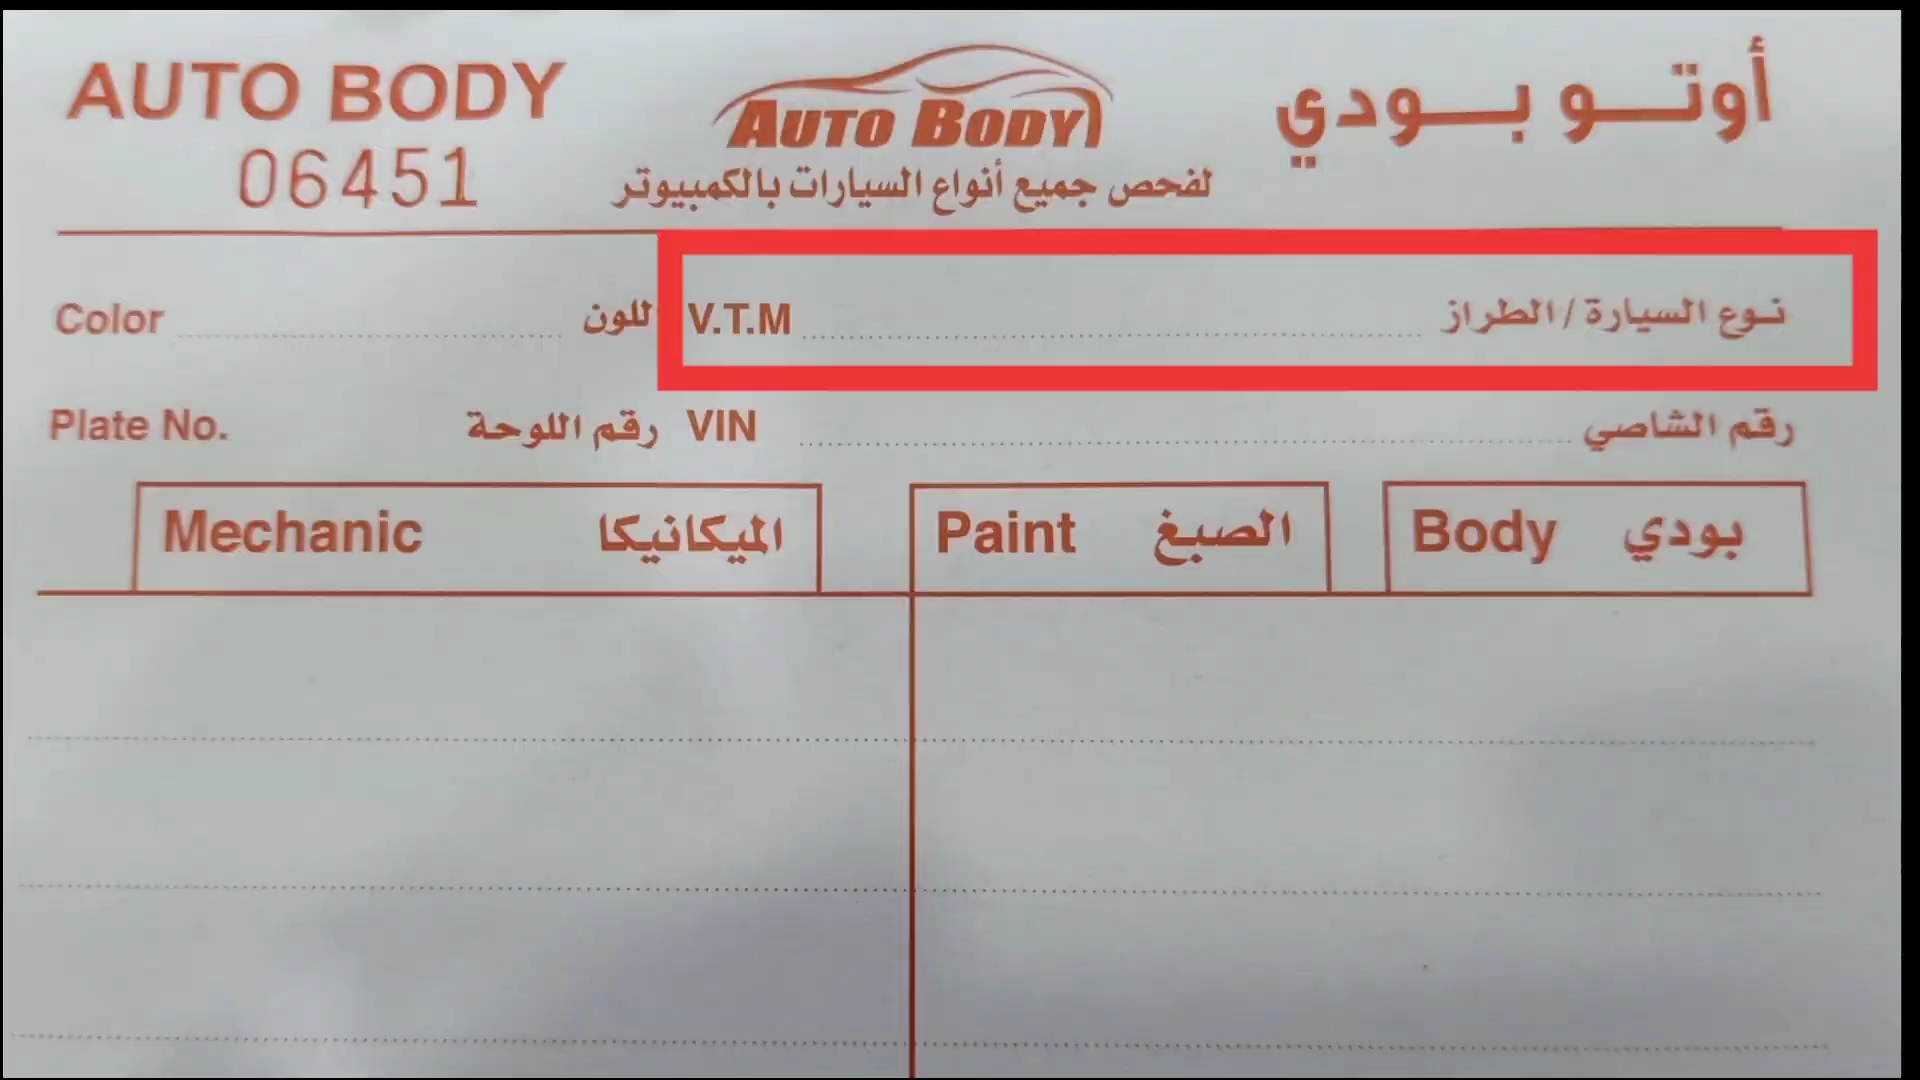 AUTO BODY AUTO BODY أوتو بودي
06451 لفحص جميع أنواع السيارات بالكمبيوتر
Color للون V.T.M نوع السيارة / الطراز
Plate No. رقم اللوحة VIN رقم الشاصي
Mechanic الميكانيكا Paint الصبغ Body بودي